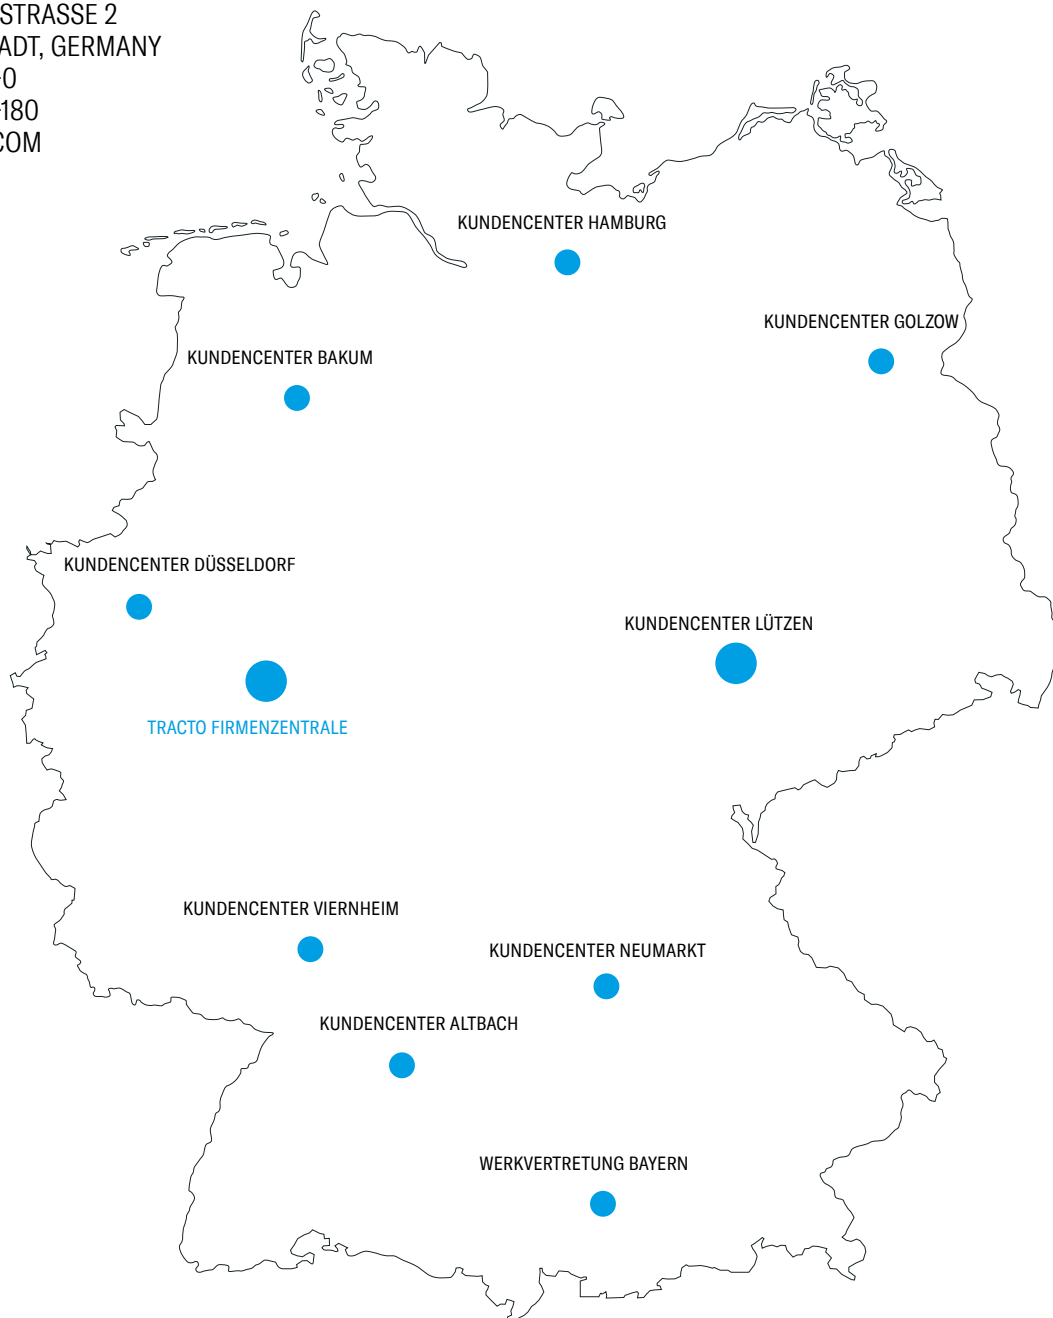 STRASSE 2
ADT, GERMANY
-0
-180
COM
KUNDENCENTER HAMBURG
KUNDENCENTER GOLZOW
KUNDENCENTER BAKUM
KUNDENCENTER DÜSSELDORF
KUNDENCENTER LÜTZEN
TRACTO FIRMENZENTRALE
KUNDENCENTER VIERNHEIM
KUNDENCENTER NEUMARKT
KUNDENCENTER ALTBACH
WERKVERTRETUNG BAYERN